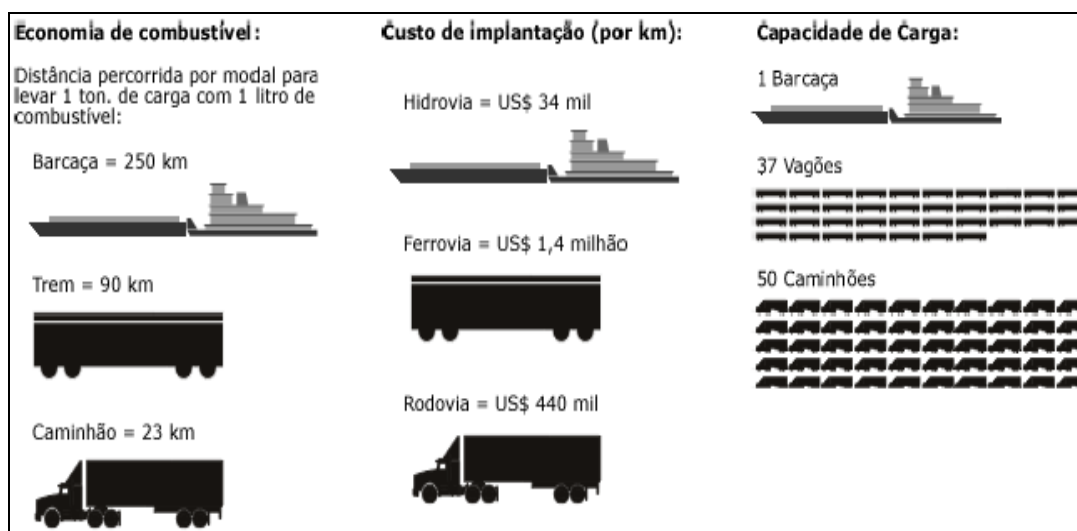 Economia de combustível:
Distância percorrida por modal para
levar 1 ton. de carga com 1 litro de
combustível:
Barcaça = 250 km
Trem = 90 km
Caminhão = 23 km
Custo de implantação (por km):
Hidrovia = US$ 34 mil
Ferrovia = US$ 1,4 milhão
Rodovia = US$ 440 mil
Capacidade de Carga:
1 Barcaça
37 Vagões
50 Caminhões